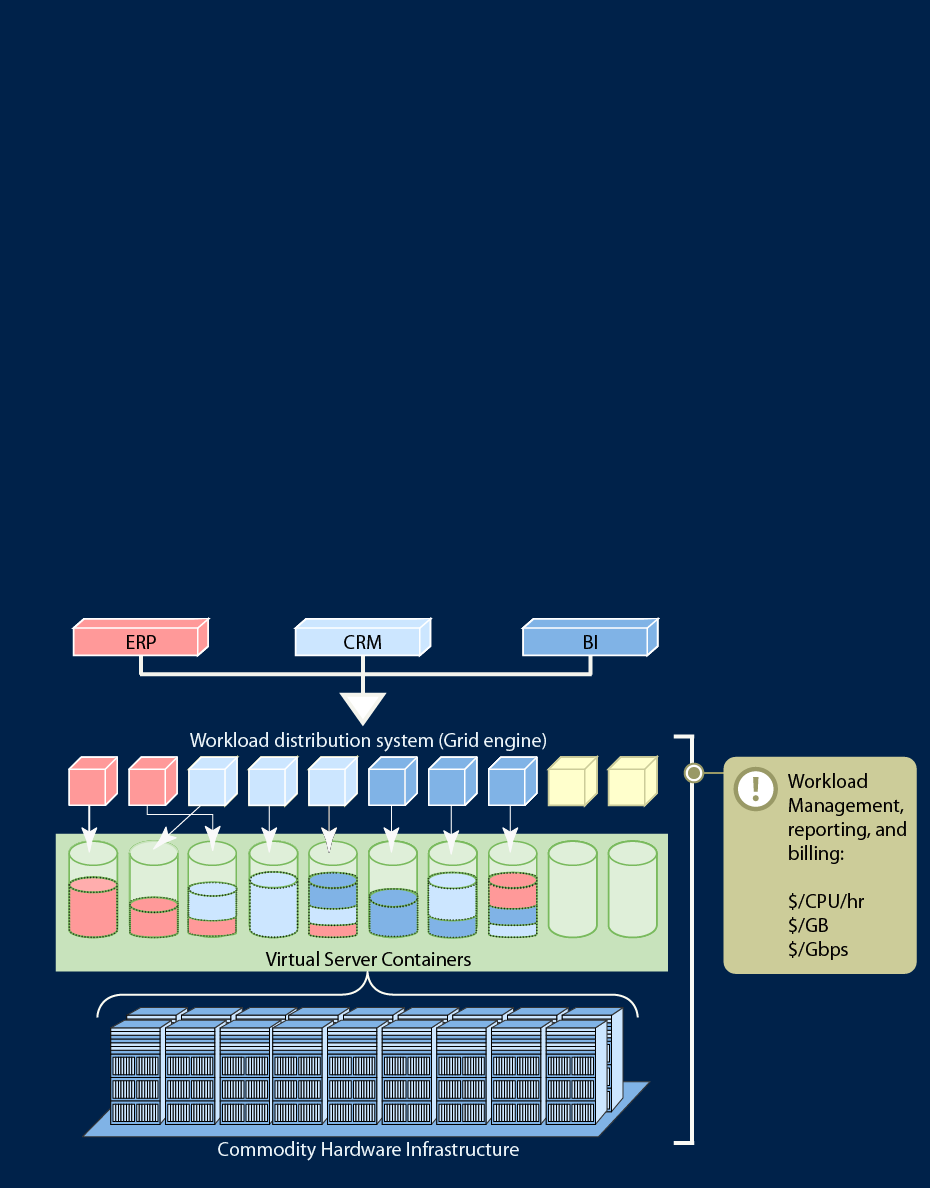 ERP
CRM
BI
Workload distribution system (Grid engine)
!
Workload
Management,
reporting, and
billing:
$/CPU/hr
$/GB
$/Gbps
Virtual Server Containers
Commodity Hardware Infrastructure